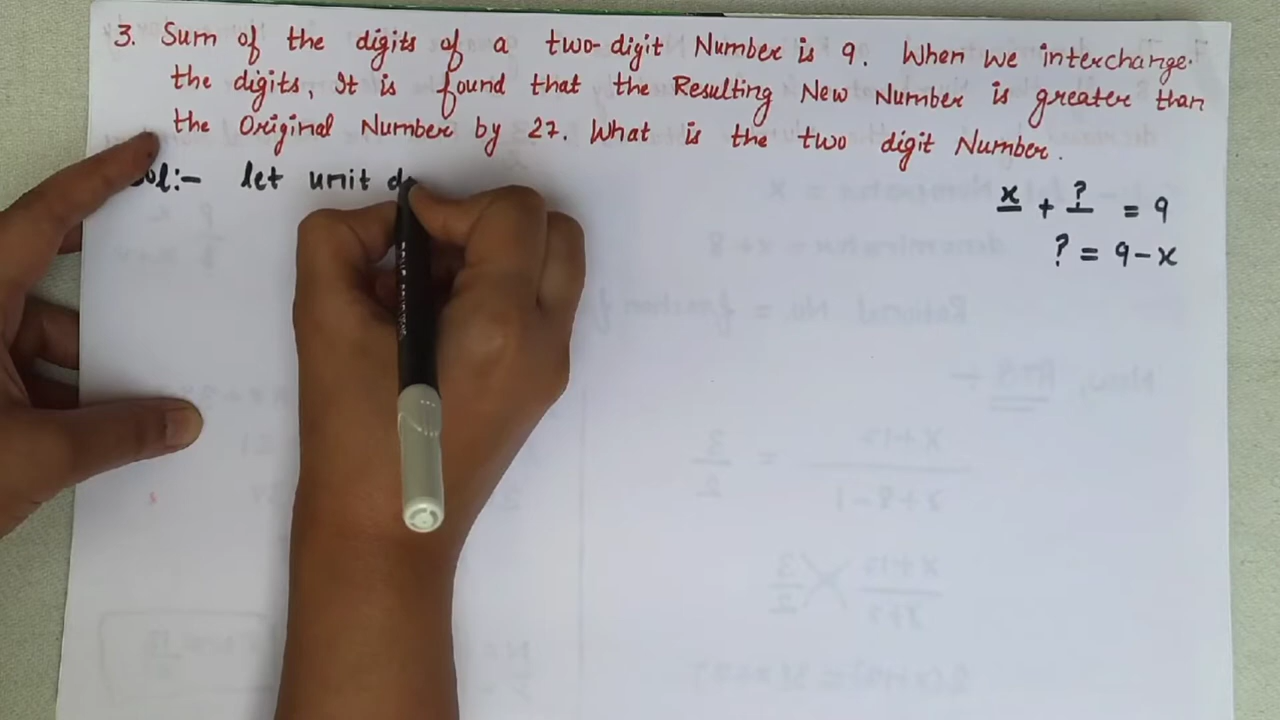 3. Sum of the digits of a two-digit Number is 9. When we interchange
the digits, It is found that the Resulting New Number is greater than
the Original Number by 27. What is the two digit Number.
let unit
x + ? = 9
? = 9-x